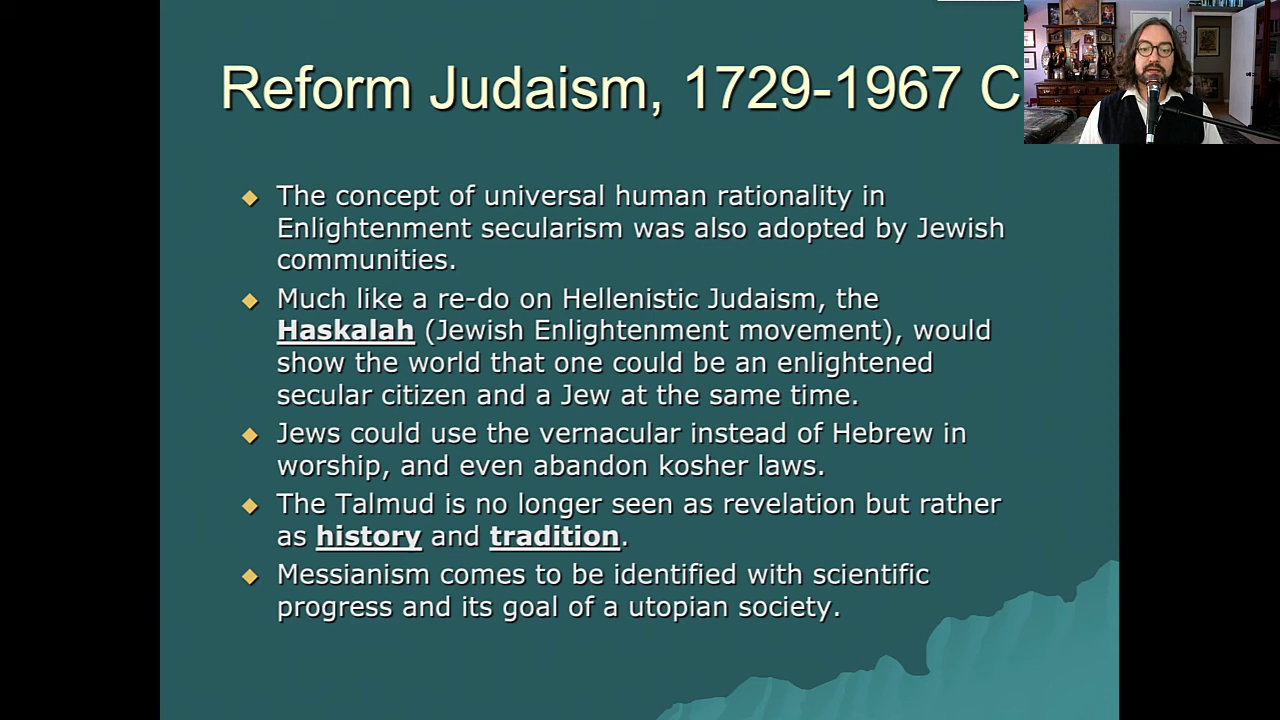 Reform Judaism, 1729-1967 C
The concept of universal human rationality in
Enlightenment secularism was also adopted by Jewish
communities.
Much like a re-do on Hellenistic Judaism, the
Haskalah (Jewish Enlightenment movement), would
show the world that one could be an enlightened
secular citizen and a Jew at the same time.
Jews could use the vernacular instead of Hebrew in
worship, and even abandon kosher laws.
The Talmud is no longer seen as revelation but rather
as history and tradition.
Messianism comes to be identified with scientific
progress and its goal of a utopian society.